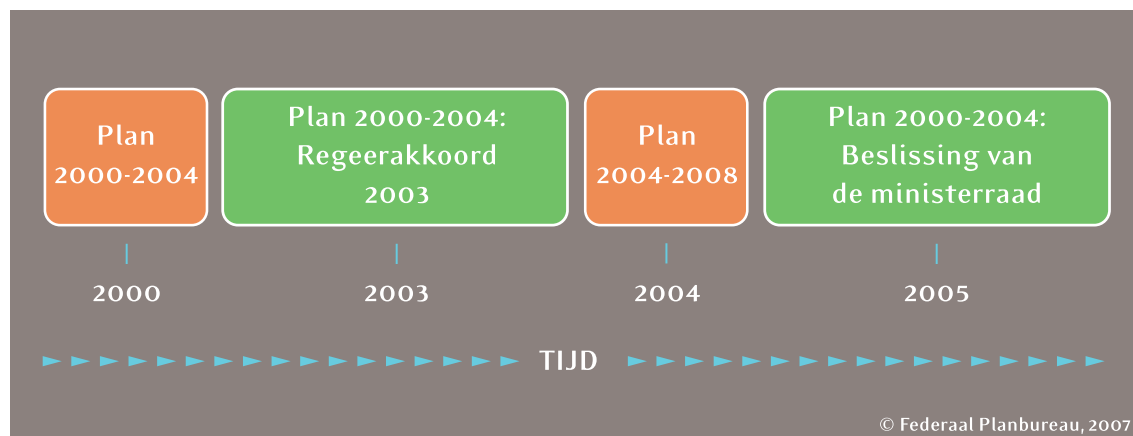 Plan
2000-2004
Plan 2000-2004:
Regeerakkoord
2003
Plan
2004-2008
Plan 2000-2004:
Beslissing van
de ministerraad
2000
2003
2004
2005
TIJD
© Federaal Planbureau, 2007